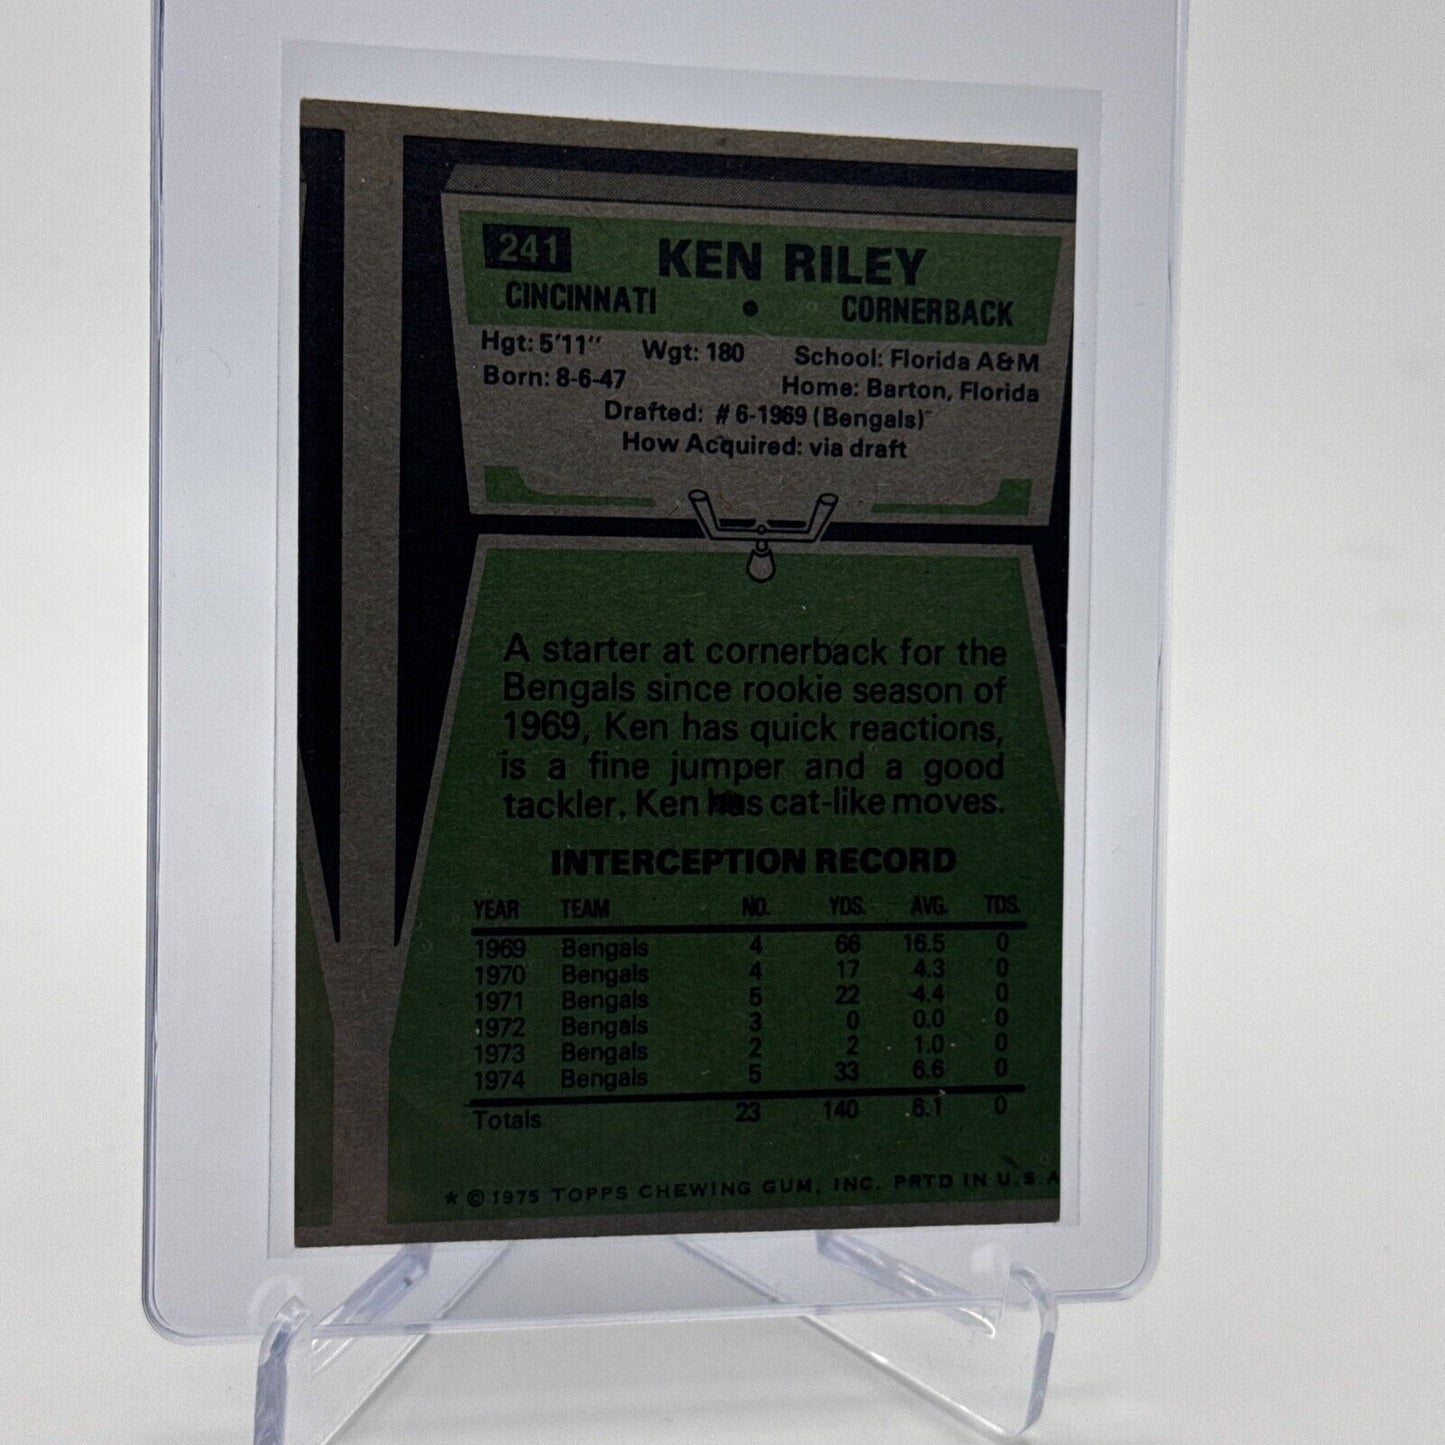 241 KEN RILEY
CINCINNATI • CORNERBACK
Hgt: 5'11" Wgt: 180 School: Florida A&M
Born: 8-6-47 Home: Barton, Florida
Drafted: #6-1969 (Bengals)
How Acquired: via draft
A starter at cornerback for the
Bengals since rookie season of
1969, Ken has quick reactions,
is a fine jumper and a good
tackler. Ken has cat-like moves.
INTERCEPTION RECORD
YEAR TEAM NO. YDS. AVG. TDS.
1969 Bengals 4 66 16.5 0
1970 Bengals 4 17 4.3 0
1971 Bengals 5 22 4.4 0
1972 Bengals 3 0 0.0 0
1973 Bengals 2 2 1.0 0
1974 Bengals 5 33 6.6 0
Totals 23 140 6.1 0
★ © 1975 TOPPS CHEWING GUM, INC. PRTD IN U.S.A